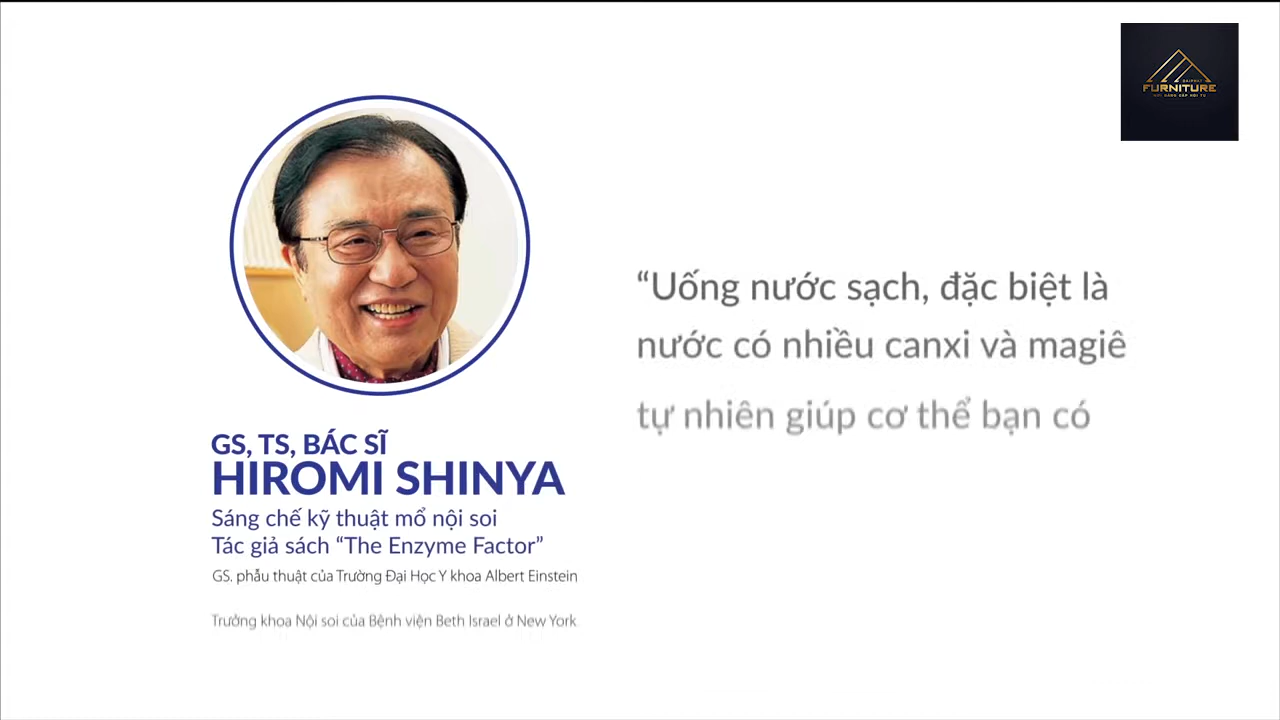 FURNITURE
GS, TS, BÁC SĨ
HIROMI SHINYA
Sáng chế kỹ thuật mổ nội soi
Tác giả sách “The Enzyme Factor”
GS. phẫu thuật của Trường Đại Học Y khoa Albert Einstein
Trưởng khoa Nội soi của Bệnh viện Beth Israel ở New York
“Uống nước sạch, đặc biệt là
nước có nhiều canxi và magiê
tự nhiên giúp cơ thể bạn có